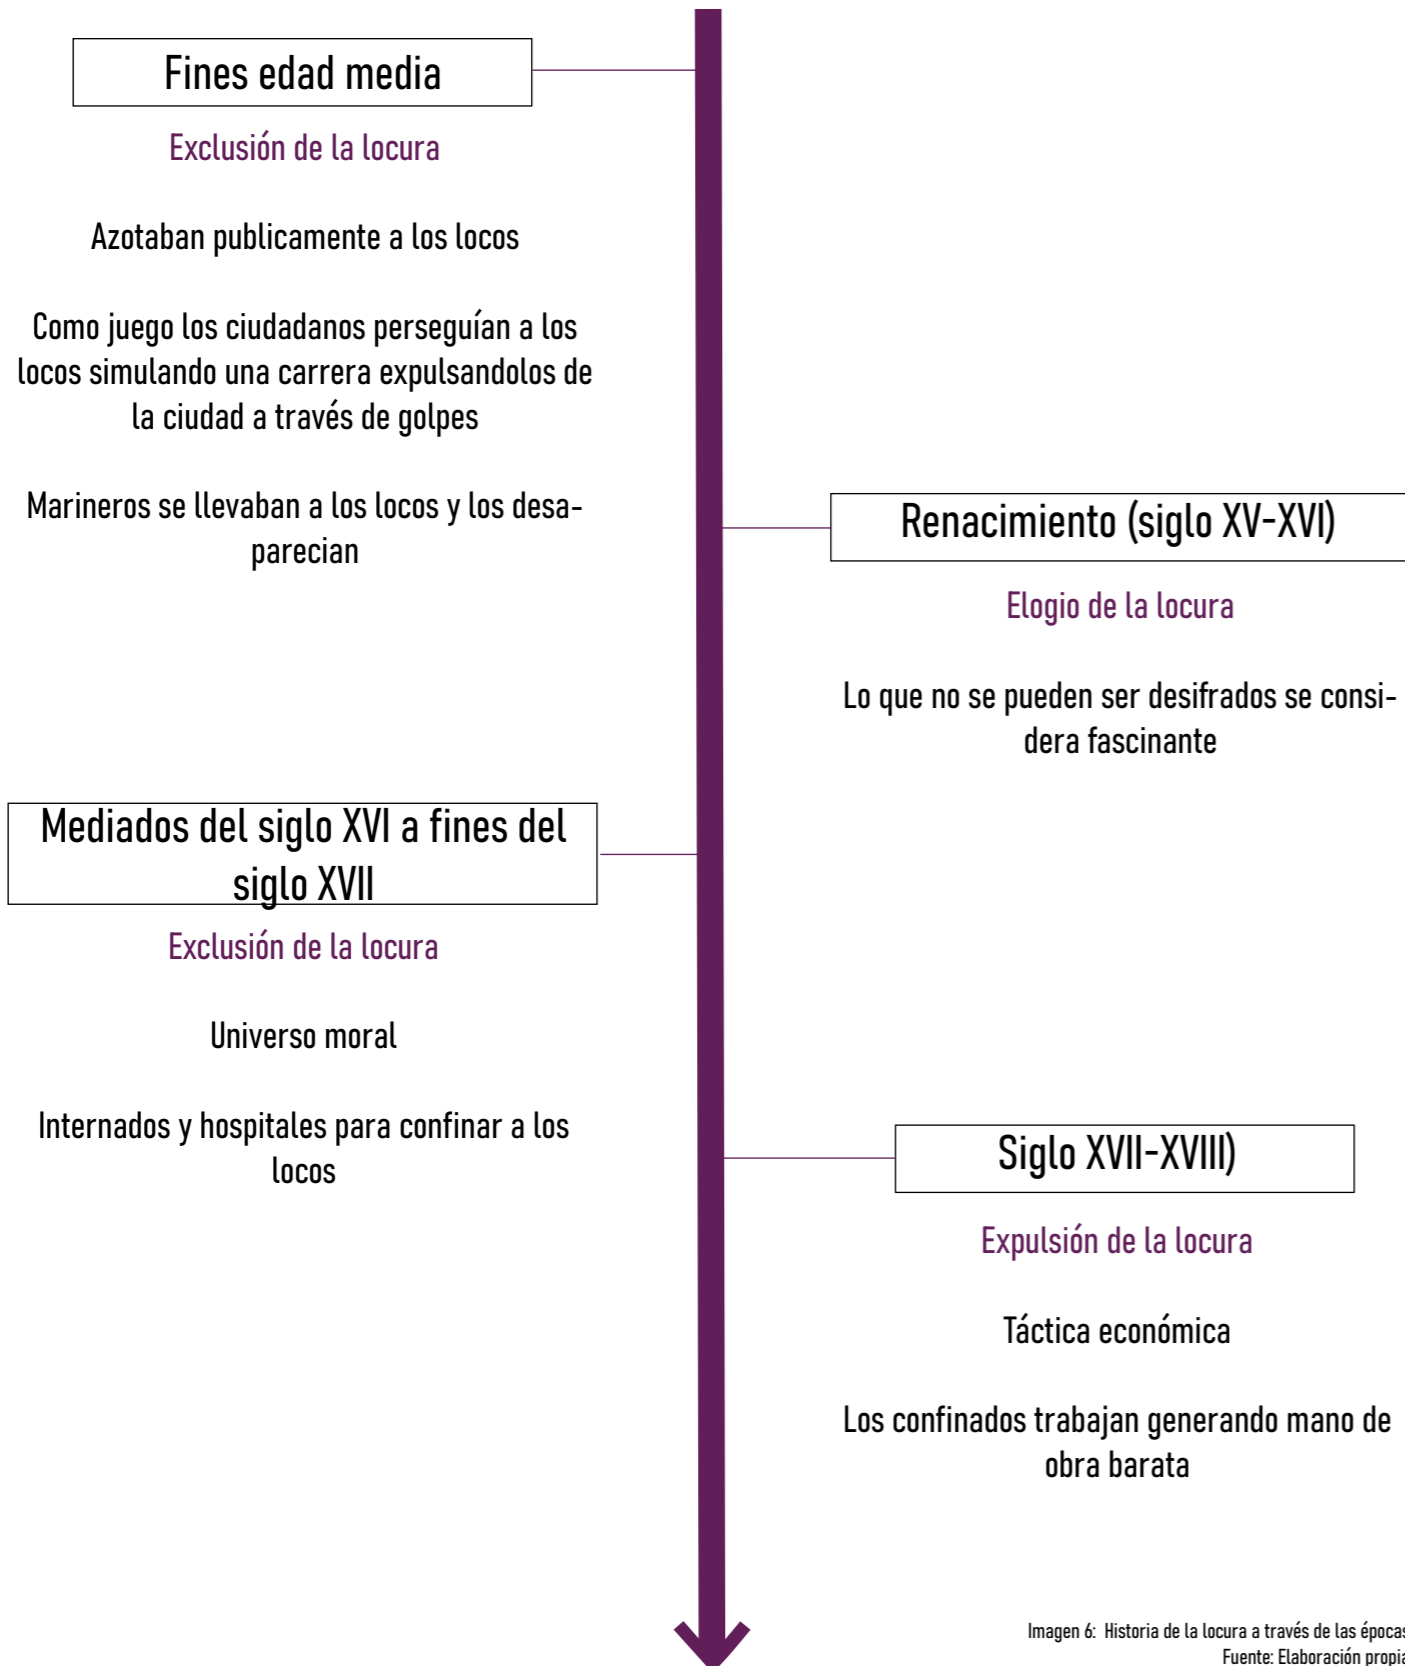 Fines edad media
Exclusión de la locura
Azotaban publicamente a los locos
Como juego los ciudadanos perseguían a los
locos simulando una carrera expulsandolos de
la ciudad a través de golpes
Marineros se llevaban a los locos y los desa-
parecian
Renacimiento (siglo XV-XVI)
Elogio de la locura
Lo que no se pueden ser desifrados se consi-
dera fascinante
Mediados del siglo XVI a fines del
siglo XVII
Exclusión de la locura
Universo moral
Internados y hospitales para confinar a los
locos
Siglo XVII-XVIII)
Expulsión de la locura
Táctica económica
Los confinados trabajan generando mano de
obra barata
Imagen 6: Historia de la locura a través de las épocas
Fuente: Elaboración propia